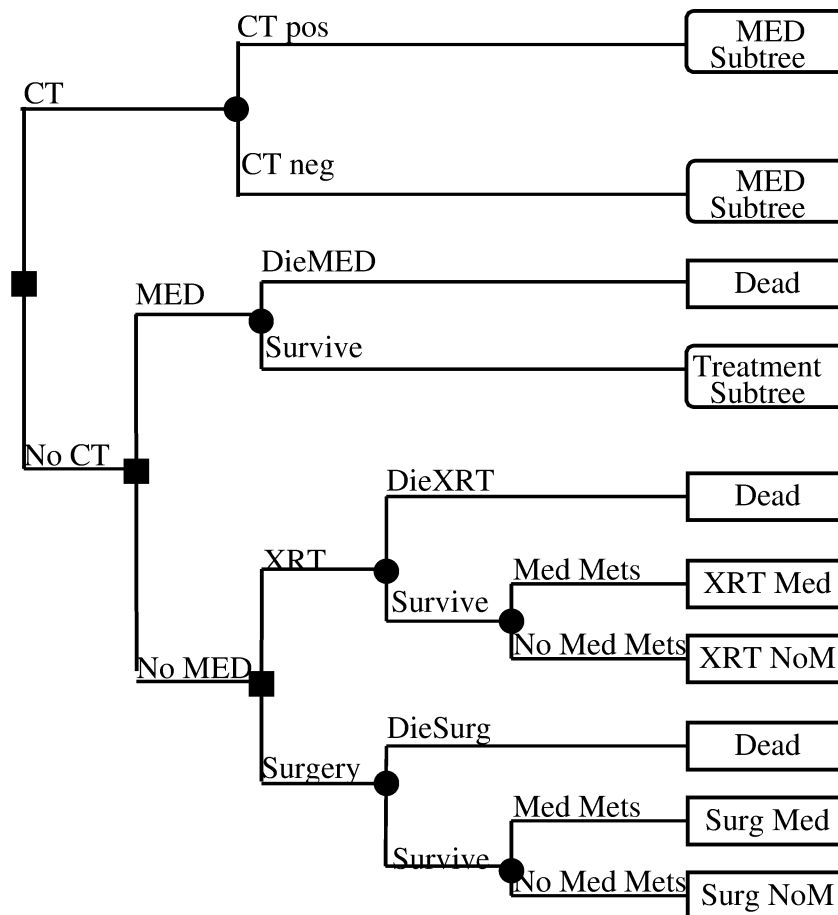 CT pos
MED
Subtree
CT
CT neg
MED
Subtree
DieMED
Dead
MED
Survive
Treatment
Subtree
No CT
DieXRT
Dead
XRT
Med Mets
XRT Med
Survive
No Med Mets
XRT NoM
No MED
DieSurg
Dead
Surgery
Med Mets
Surg Med
Survive
No Med Mets
Surg NoM